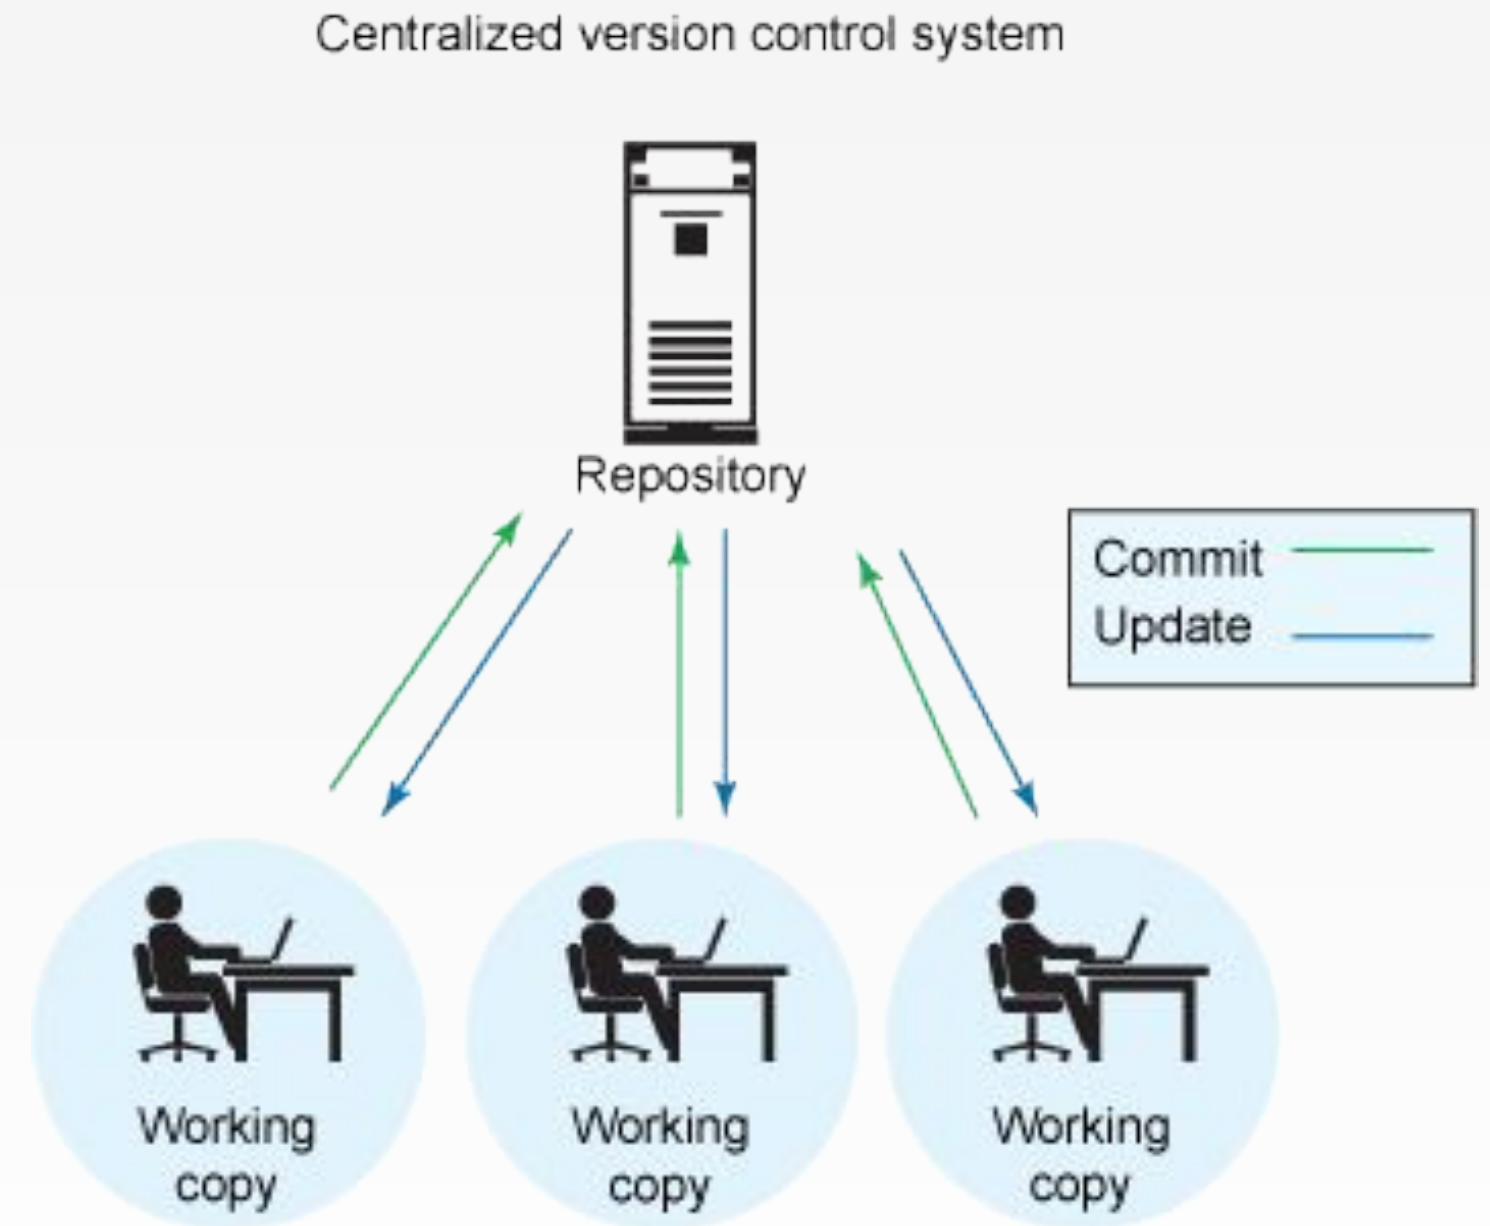 Centralized version control system
Repository
Commit
Update
Working
copy
Working
copy
Working
copy